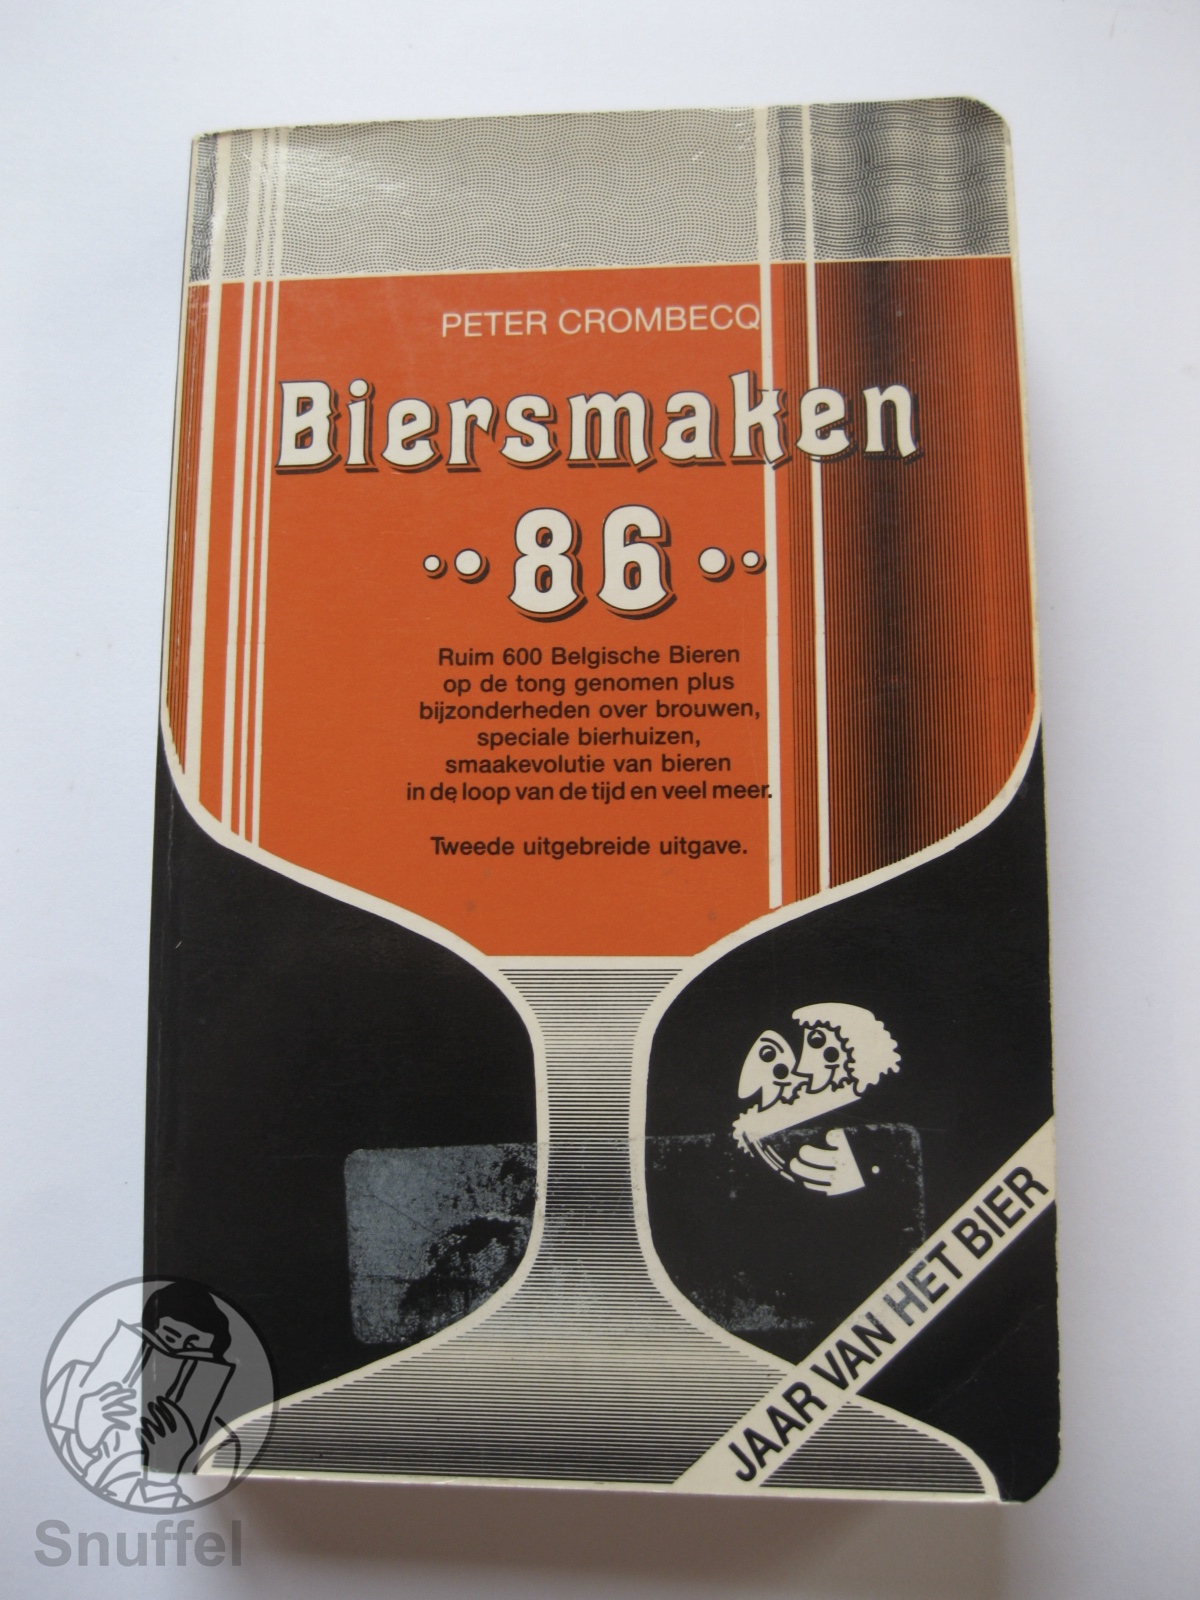 PETER CROMBECQ
Biersmaken
··86··
Ruim 600 Belgische Bieren
op de tong genomen plus
bijzonderheden over brouwen,
speciale bierhuizen,
smaakevolutie van bieren
in de loop van de tijd en veel meer.
Tweede uitgebreide uitgave.
JAAR VAN HET BIER
Snuffel